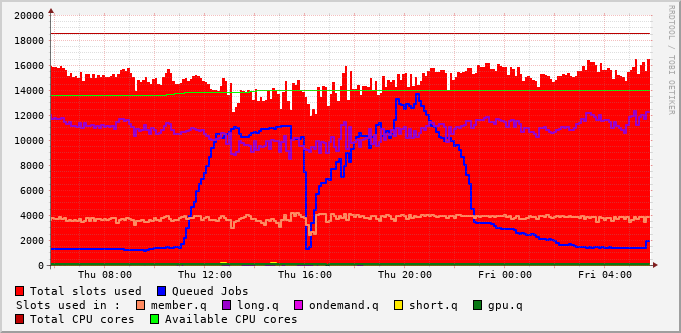 20000
18000
16000
14000
12000
10000
8000
6000
4000
2000
0
Thu 08:00 Thu 12:00 Thu 16:00 Thu 20:00 Fri 00:00 Fri 04:00
RRDTOOL / TOBI OETIKER
Total slots used Queued Jobs
Slots used in : member.q long.q ondemand.q short.q gpu.q
Total CPU cores Available CPU cores